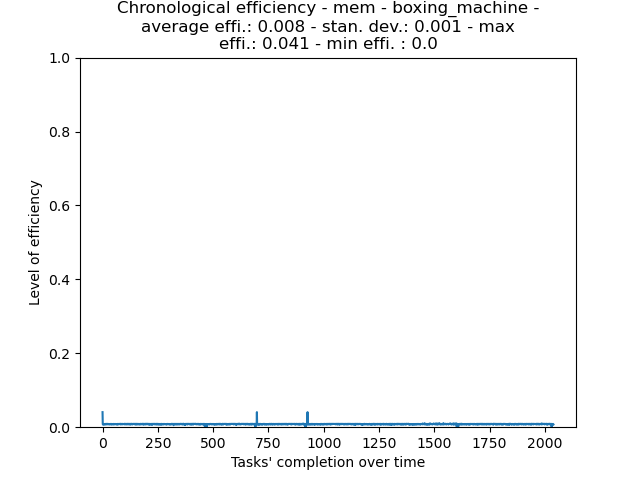 Chronological efficiency - mem - boxing_machine -
average effi.: 0.008 - stan. dev.: 0.001 - max
effi.: 0.041 - min effi. : 0.0
1.0
0.8
0.6
0.4
0.2
0.0
Level of efficiency
0 250 500 750 1000 1250 1500 1750 2000
Tasks' completion over time